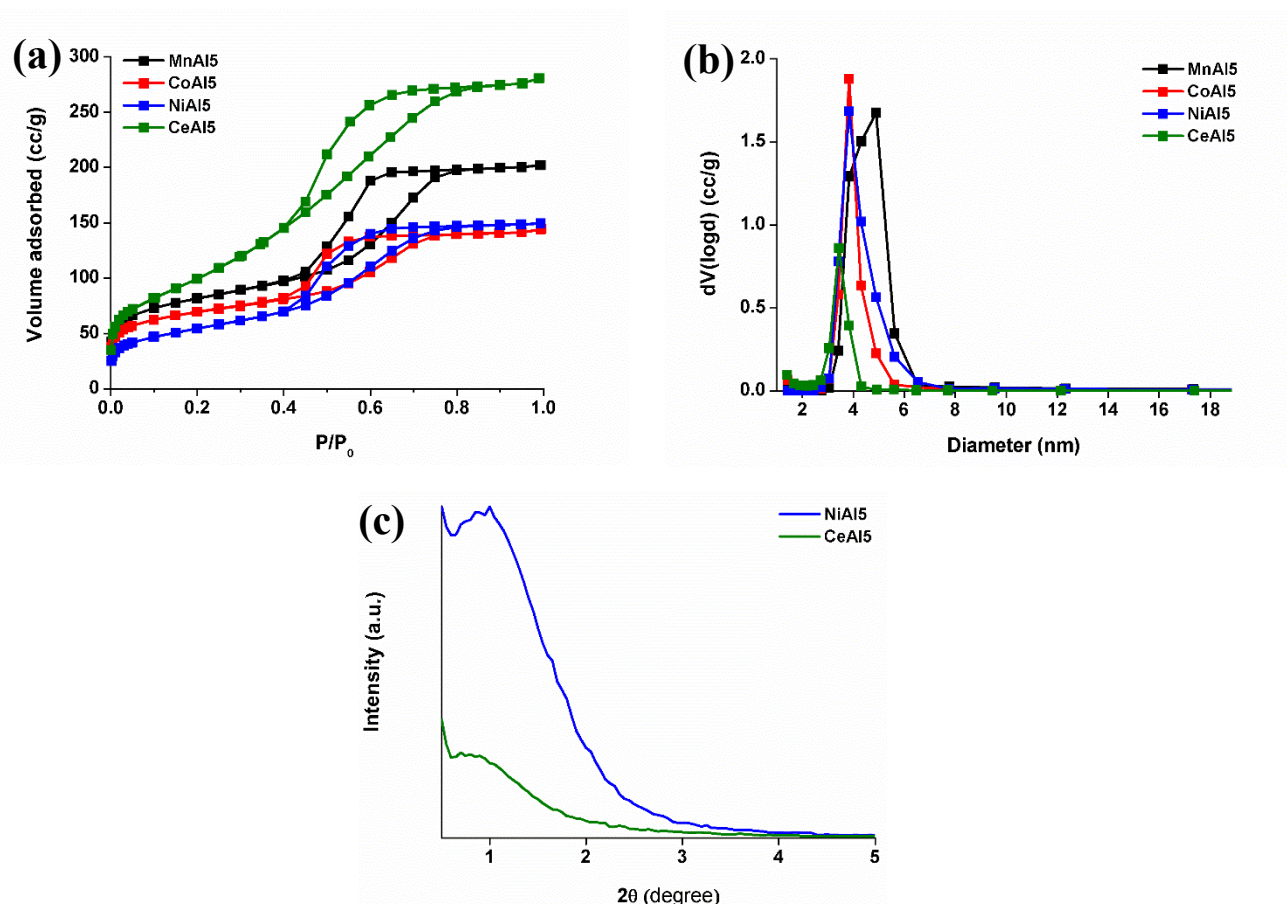 (a)
MnAl5
CoAl5
NiAl5
CeAl5
Volume adsorbed (cc/g)
300
250
200
150
100
50
0
0.0 0.2 0.4 0.6 0.8 1.0
P/P₀
(b)
MnAl5
CoAl5
NiAl5
CeAl5
dV(logd) (cc/g)
2.0
1.5
1.0
0.5
0.0
2 4 6 8 10 12 14 16 18
Diameter (nm)
(c)
NiAl5
CeAl5
Intensity (a.u.)
1 2 3 4 5
2θ (degree)